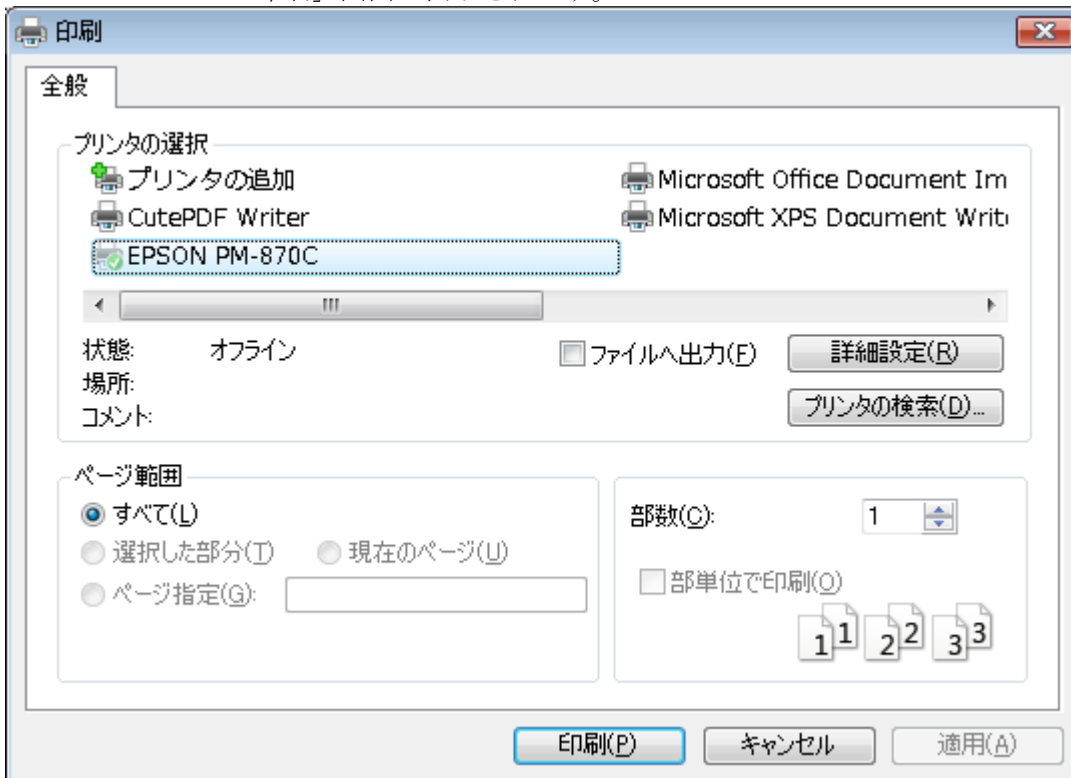 印刷
全般
プリンタの選択
プリンタの追加
Microsoft Office Document Im
CutePDF Writer
Microsoft XPS Document Write
EPSON PM-870C
状態: オフライン
ファイルへ出力(F)
詳細設定(R)
場所:
プリンタの検索(D)...
コメント:
ページ範囲
すべて(L)
部数(C): 1
選択した部分(T)
現在のページ(U)
部単位で印刷(O)
ページ指定(G):
1 1 2 2 3 3
印刷(P)
キャンセル
適用(A)